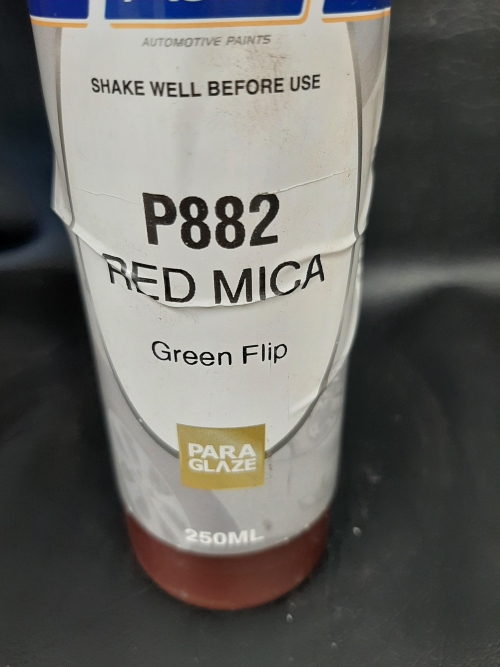 AUTOMOTIVE PAINTS
SHAKE WELL BEFORE USE
P882
RED MICA
Green Flip
PARA
GLAZE
250ML